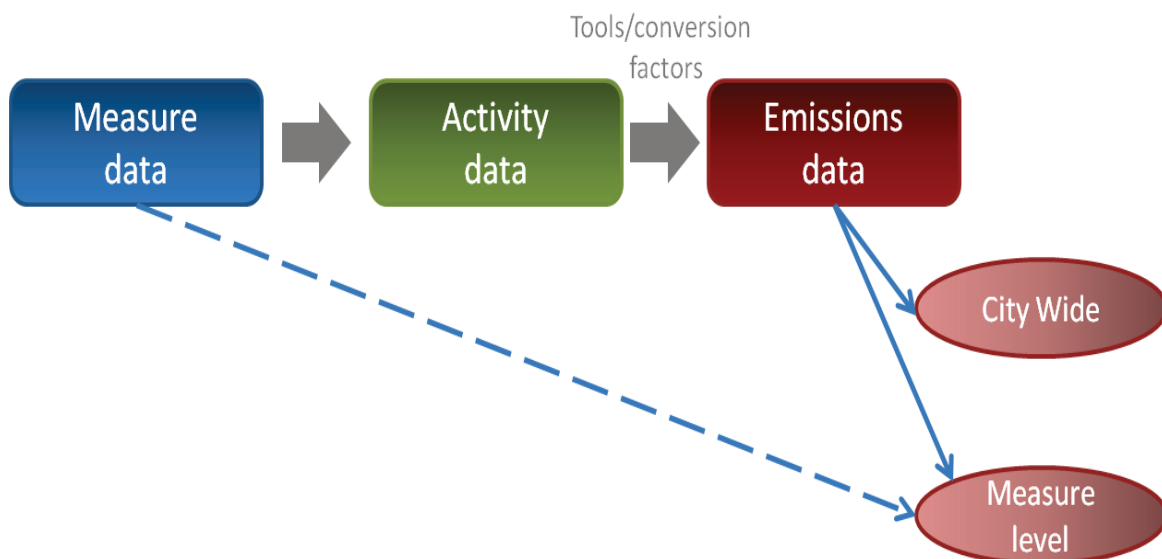 Tools/conversion
factors
Measure
data
Activity
data
Emissions
data
City Wide
Measure
level